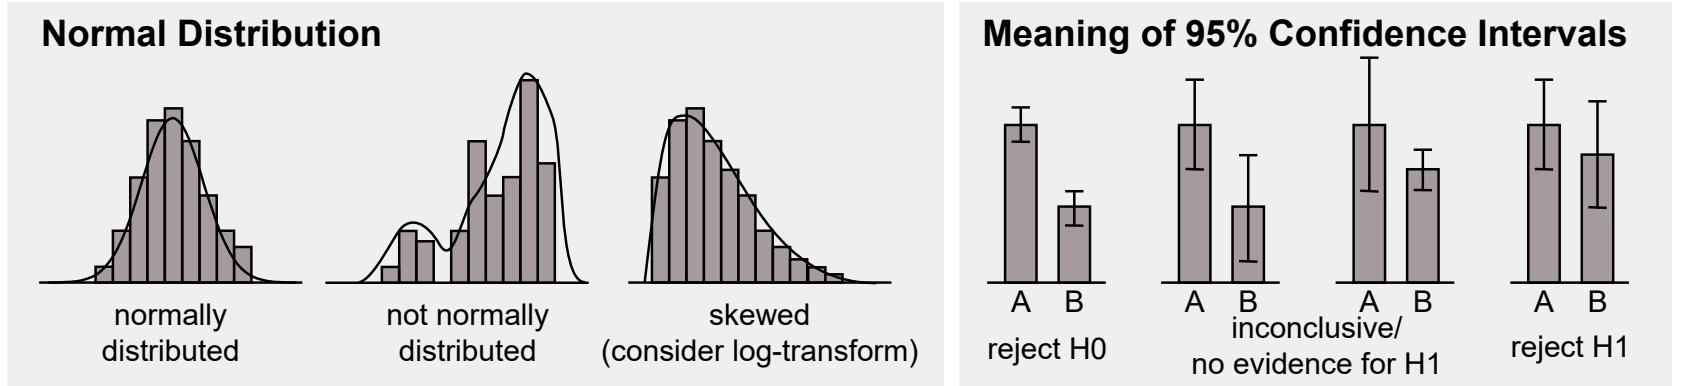 Normal Distribution
normally
distributed
not normally
distributed
skewed
(consider log-transform)
Meaning of 95% Confidence Intervals
A B
A B
A B
A B
reject H0
inconclusive/
no evidence for H1
reject H1